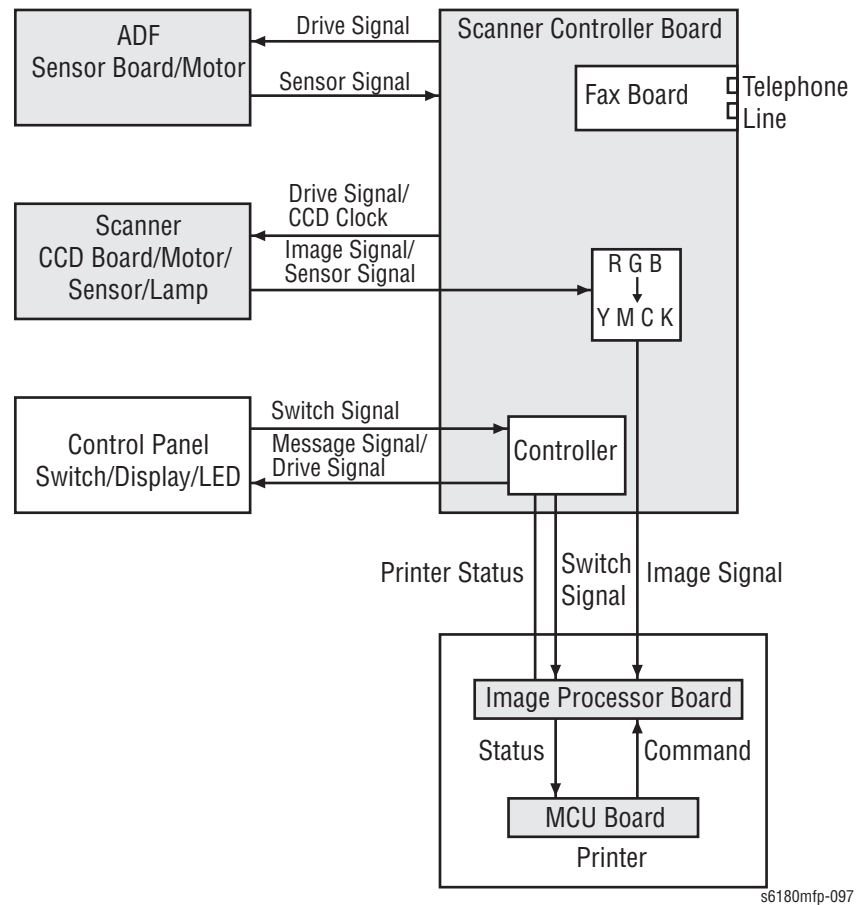 ADF
Sensor Board/Motor
Drive Signal
Sensor Signal
Scanner Controller Board
Fax Board
Telephone
Line
Scanner
CCD Board/Motor/
Sensor/Lamp
Drive Signal/
CCD Clock
Image Signal/
Sensor Signal
R G B
Y M C K
Control Panel
Switch/Display/LED
Switch Signal
Message Signal/
Drive Signal
Controller
Printer Status
Switch
Signal
Image Signal
Image Processor Board
Status
Command
MCU Board
Printer
s6180mfp-097